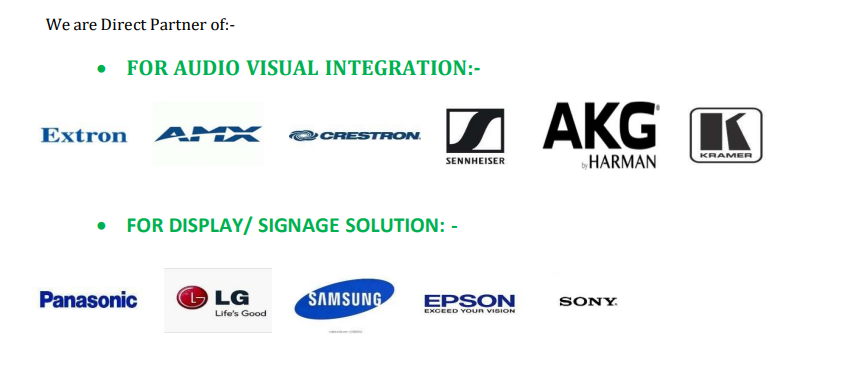 We are Direct Partner of:-
• FOR AUDIO VISUAL INTEGRATION:-
Extron AMX CRESTRON. SENNHEISER AKG® by HARMAN KRAMER
• FOR DISPLAY/ SIGNAGE SOLUTION: -
Panasonic LG Life's Good SAMSUNG EPSON EXCEED YOUR VISION SONY.